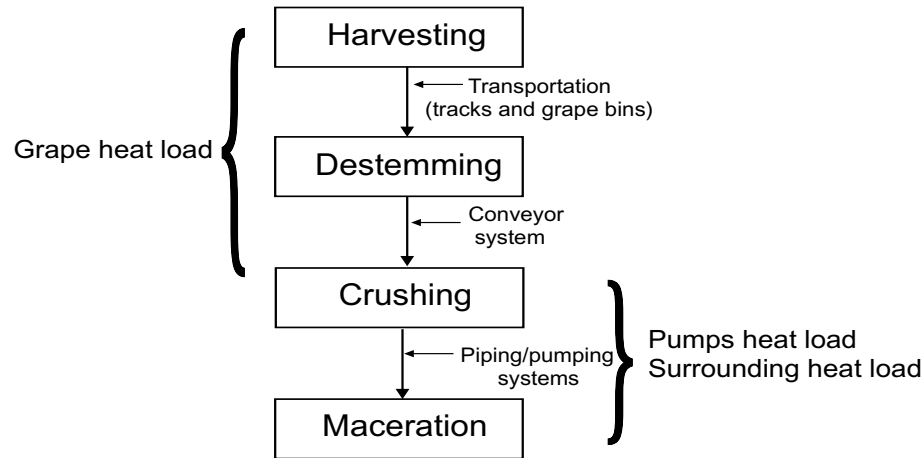 Harvesting
Transportation
(tracks and grape bins)
Grape heat load
Destemming
Conveyor
system
Crushing
Pumps heat load
Surrounding heat load
Piping/pumping
systems
Maceration